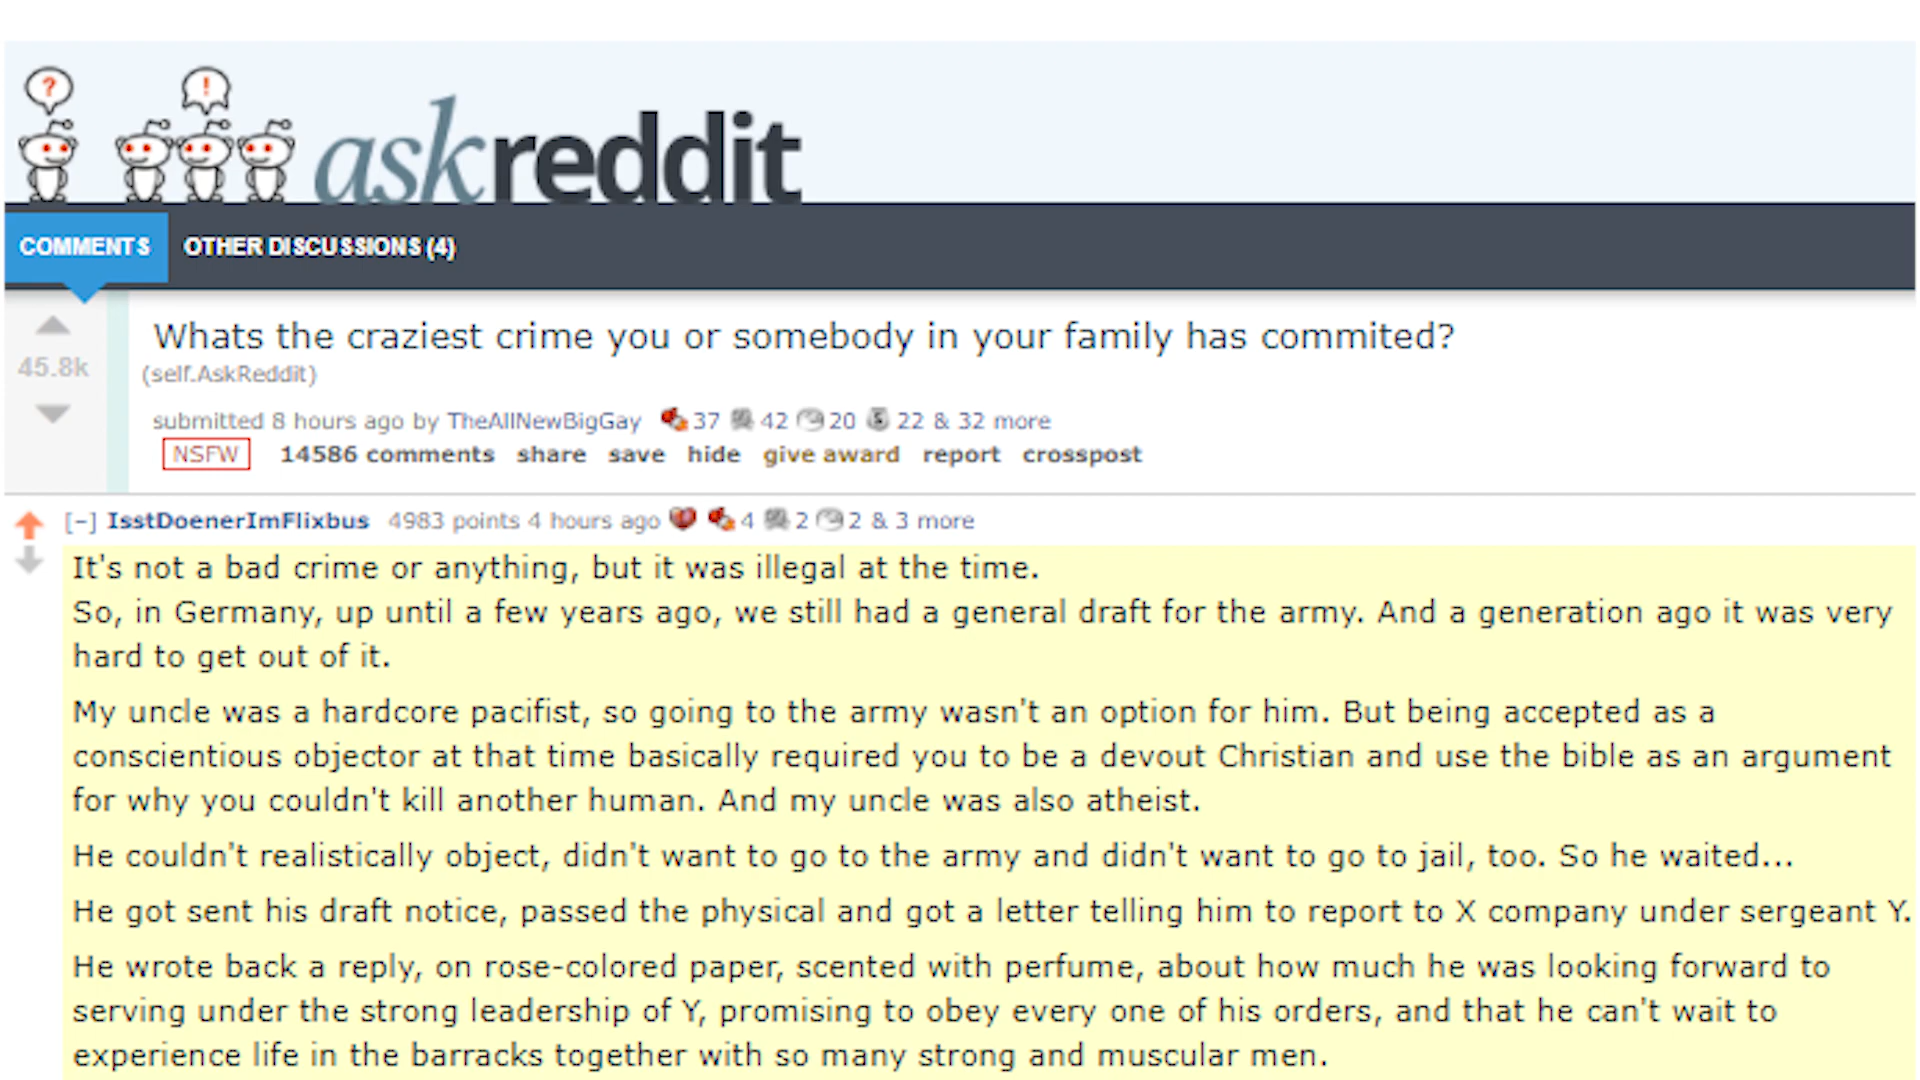 ?
!
askreddit
COMMENTS OTHER DISCUSSIONS (4)
Whats the craziest crime you or somebody in your family has commited?
45.8k
(self.AskReddit)
submitted 8 hours ago by TheAllNewBigGay 37 42 20 22 & 32 more
NSFW 14586 comments share save hide give award report crosspost
[–] IsstDoenerImFlixbus 4983 points 4 hours ago 4 2 2 & 3 more
It's not a bad crime or anything, but it was illegal at the time.
So, in Germany, up until a few years ago, we still had a general draft for the army. And a generation ago it was very
hard to get out of it.
My uncle was a hardcore pacifist, so going to the army wasn't an option for him. But being accepted as a
conscientious objector at that time basically required you to be a devout Christian and use the bible as an argument
for why you couldn't kill another human. And my uncle was also atheist.
He couldn't realistically object, didn't want to go to the army and didn't want to go to jail, too. So he waited...
He got sent his draft notice, passed the physical and got a letter telling him to report to X company under sergeant Y.
He wrote back a reply, on rose-colored paper, scented with perfume, about how much he was looking forward to
serving under the strong leadership of Y, promising to obey every one of his orders, and that he can't wait to
experience life in the barracks together with so many strong and muscular men.